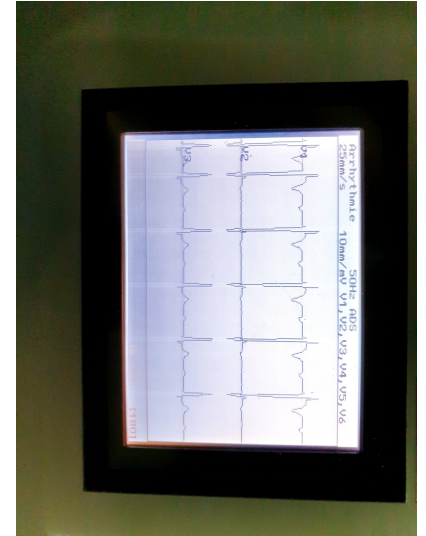 Arrhythmie 50Hz ADS
25mm/s 10mm/mV V1,V2,V3,V4,V5,V6
V1
V2
V3